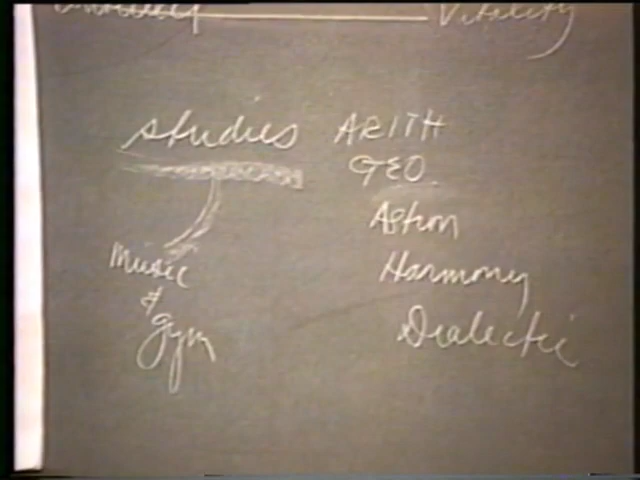 Vitality
studies
ARITH
GEO.
Astron
Harmony
Dialectic
Music
&
gym